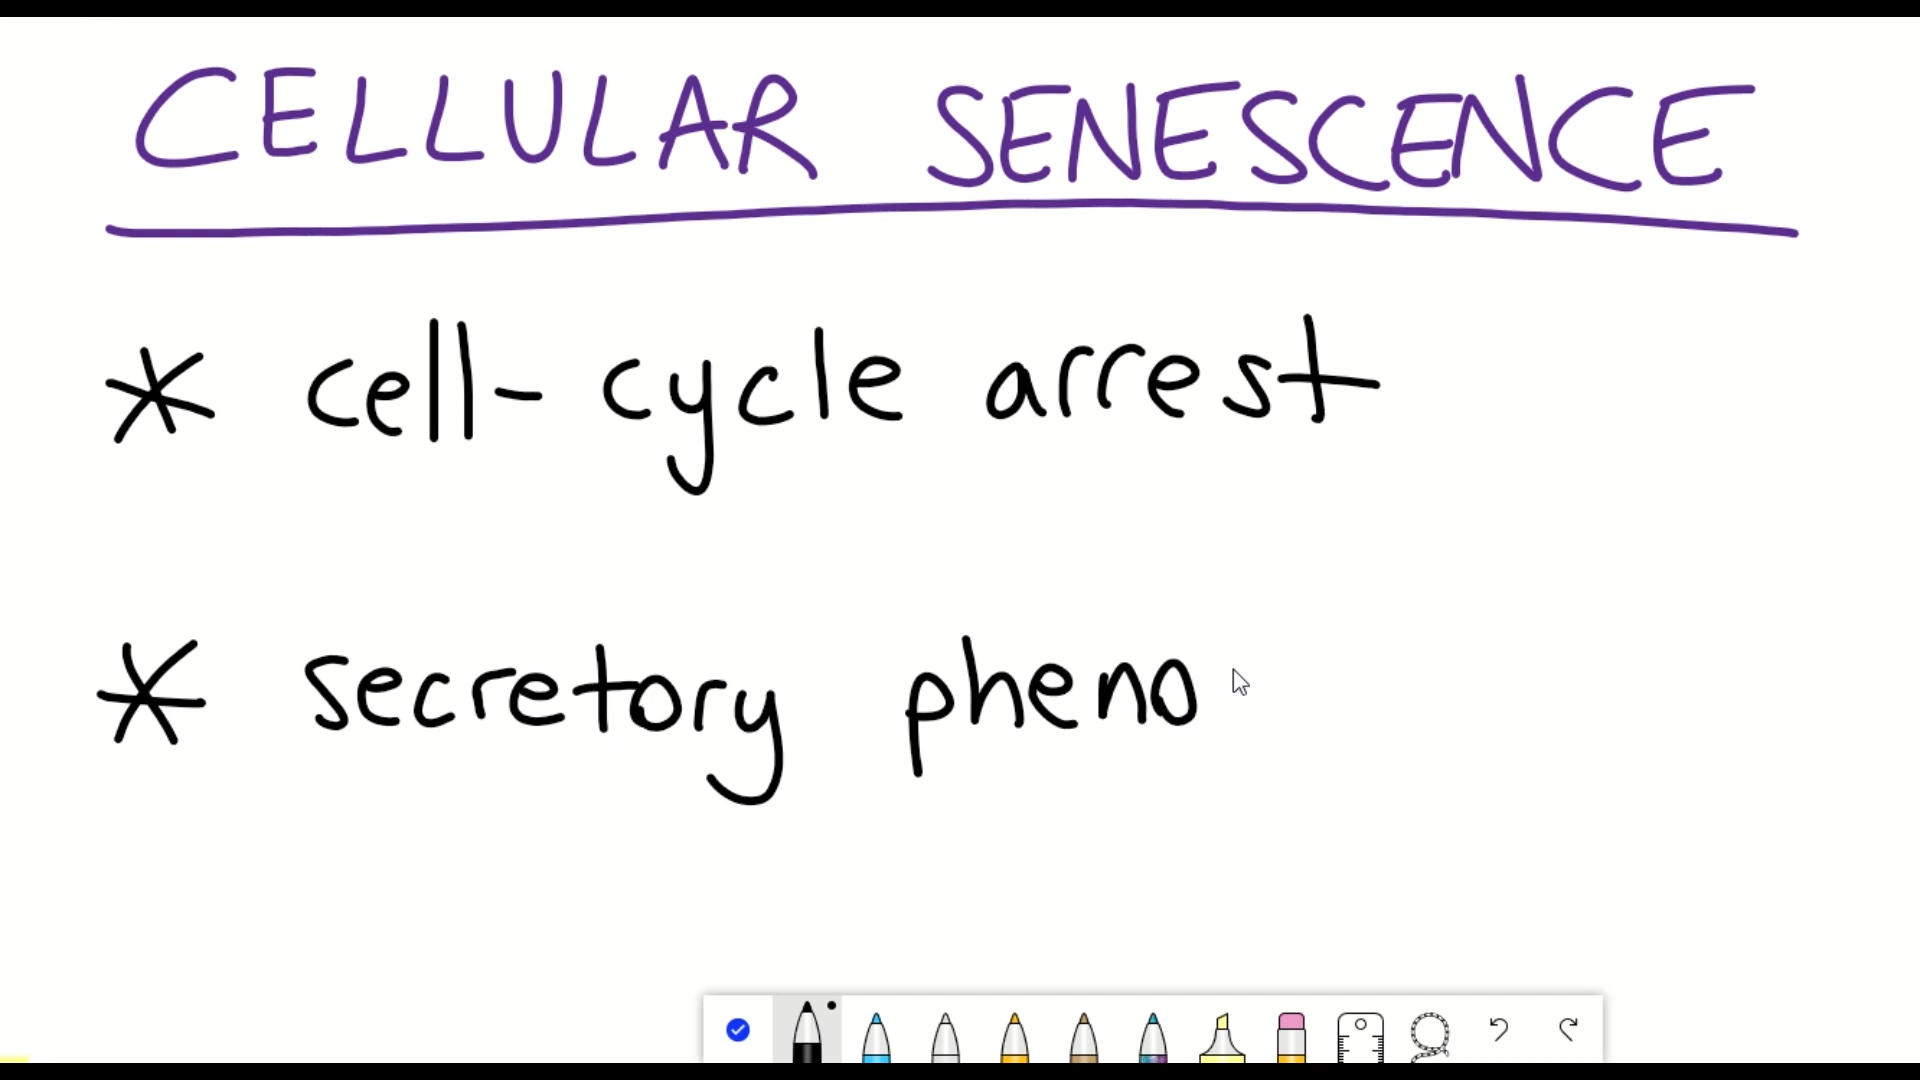 CELLULAR SENESCENCE
* cell-cycle arrest
* secretory pheno